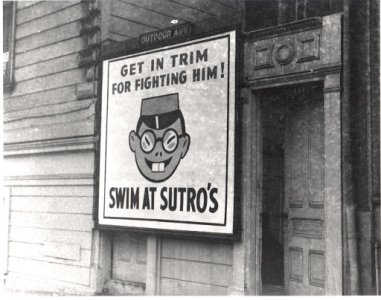 OUTDOOR ADV
GET IN TRIM
FOR FIGHTING HIM!
SWIM AT SUTRO'S